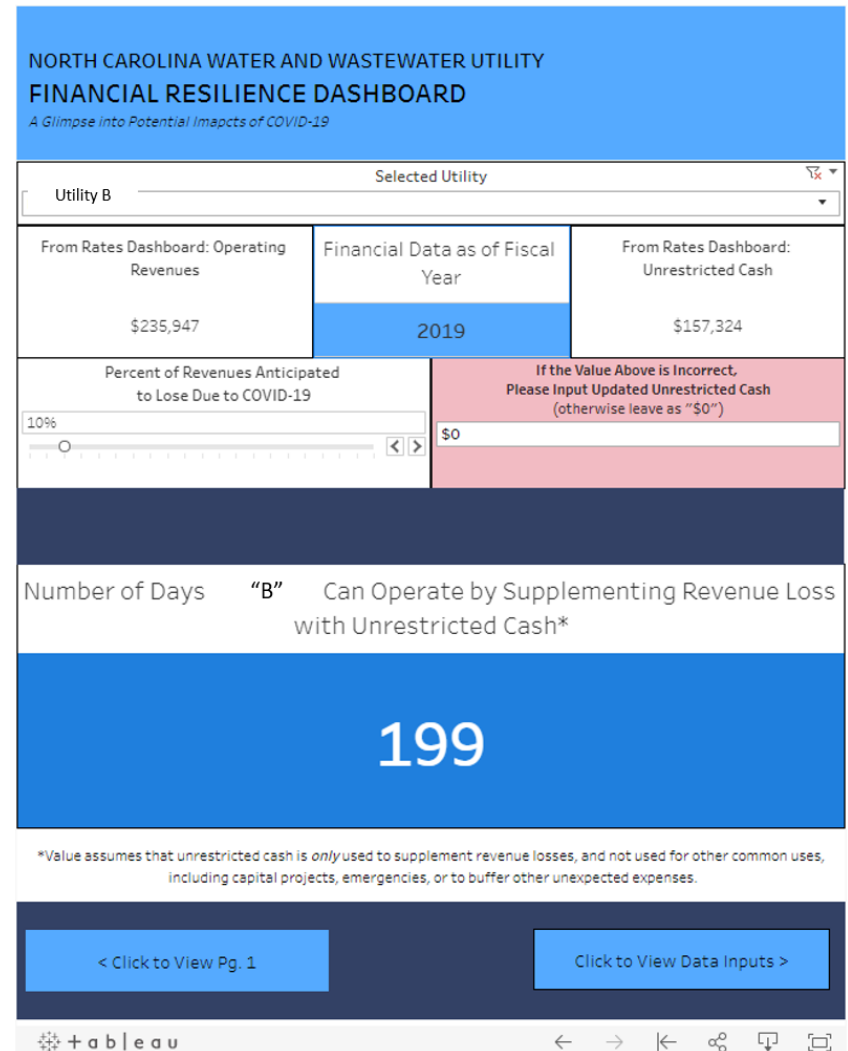 NORTH CAROLINA WATER AND WASTEWATER UTILITY
FINANCIAL RESILIENCE DASHBOARD
A Glimpse into Potential Imapcts of COVID-19
Selected Utility
Utility B
From Rates Dashboard: Operating
Revenues
$235,947
Financial Data as of Fiscal
Year
2019
From Rates Dashboard:
Unrestricted Cash
$157,324
Percent of Revenues Anticipated
to Lose Due to COVID-19
10%
If the Value Above is Incorrect,
Please Input Updated Unrestricted Cash
(otherwise leave as "$0")
$0
Number of Days “B” Can Operate by Supplementing Revenue Loss
with Unrestricted Cash*
199
*Value assumes that unrestricted cash is only used to supplement revenue losses, and not used for other common uses,
including capital projects, emergencies, or to buffer other unexpected expenses.
< Click to View Pg. 1
Click to View Data Inputs >
+ a b | e a u